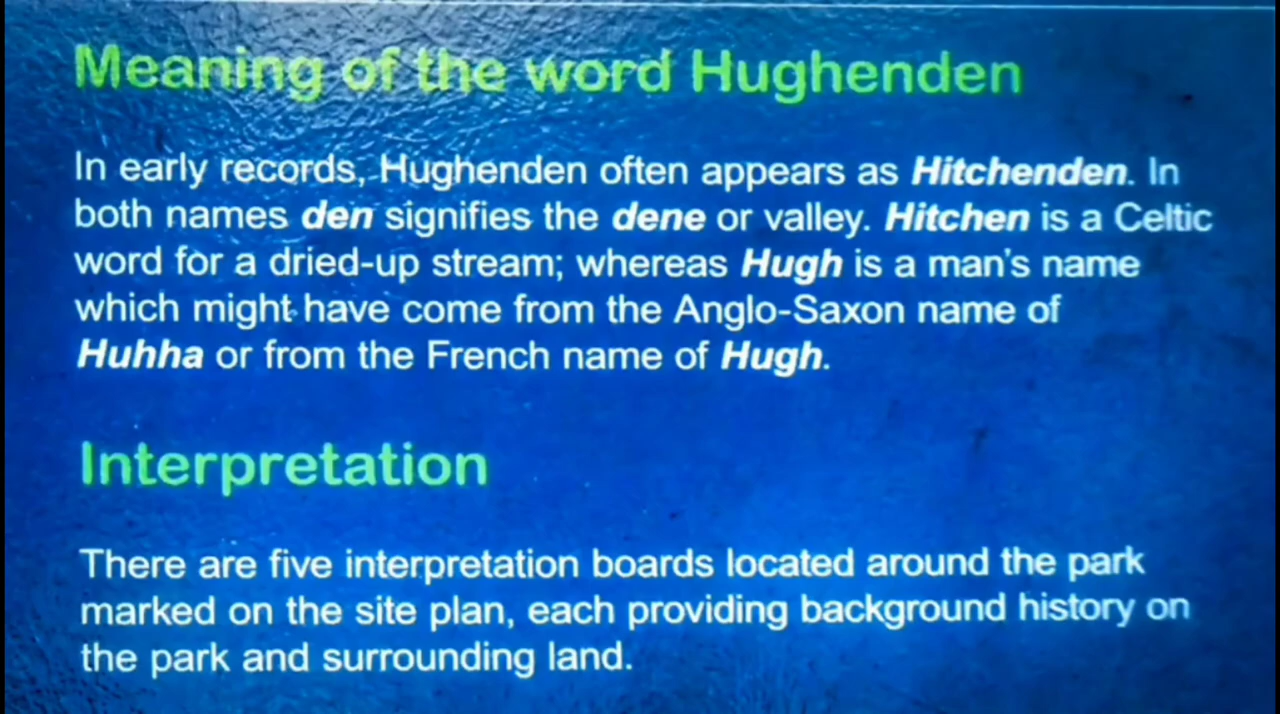 Meaning of the word Hughenden
In early records, Hughenden often appears as Hitchenden. In
both names den signifies the dene or valley. Hitchen is a Celtic
word for a dried-up stream; whereas Hugh is a man's name
which might have come from the Anglo-Saxon name of
Huhha or from the French name of Hugh.
Interpretation
There are five interpretation boards located around the park
marked on the site plan, each providing background history on
the park and surrounding land.